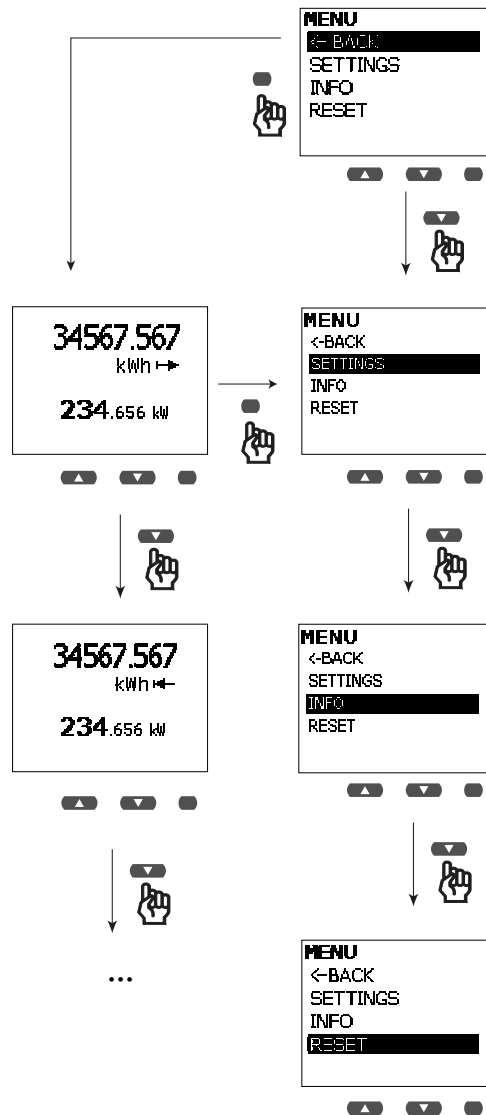 MENU
<- BACK
SETTINGS
INFO
RESET
34567.567
kWh
234.656 kW
MENU
<-BACK
SETTINGS
INFO
RESET
34567.567
kWh
234.656 kW
MENU
<-BACK
SETTINGS
INFO
RESET
...
MENU
<-BACK
SETTINGS
INFO
RESET